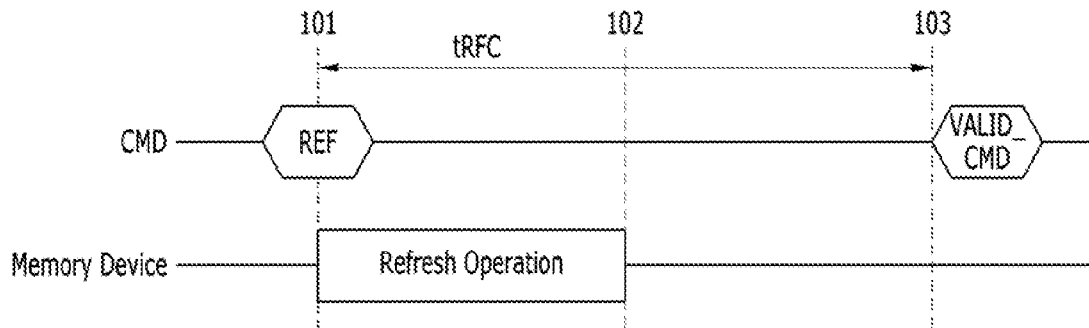 101 102 103
tRFC
CMD REF VALID_
CMD
Memory Device Refresh Operation